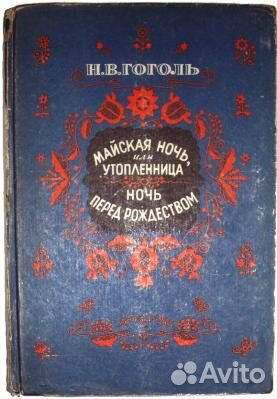 Н.В.ГОГОЛЬ
МАЙСКАЯ НОЧЬ,
ИЛИ
УТОПЛЕННИЦА
НОЧЬ
ПЕРЕД РОЖДЕСТВОМ
Avito